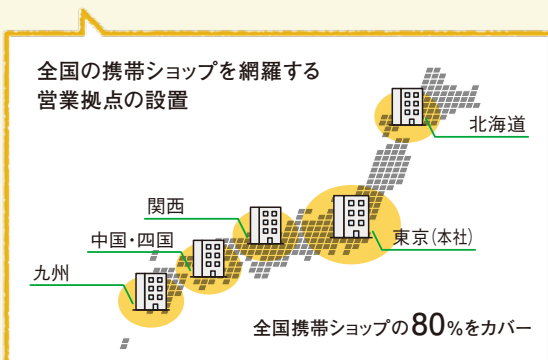 全国の携帯ショップを網羅する
営業拠点の設置
北海道
関西
中国・四国
東京(本社)
九州
全国携帯ショップの80%をカバー